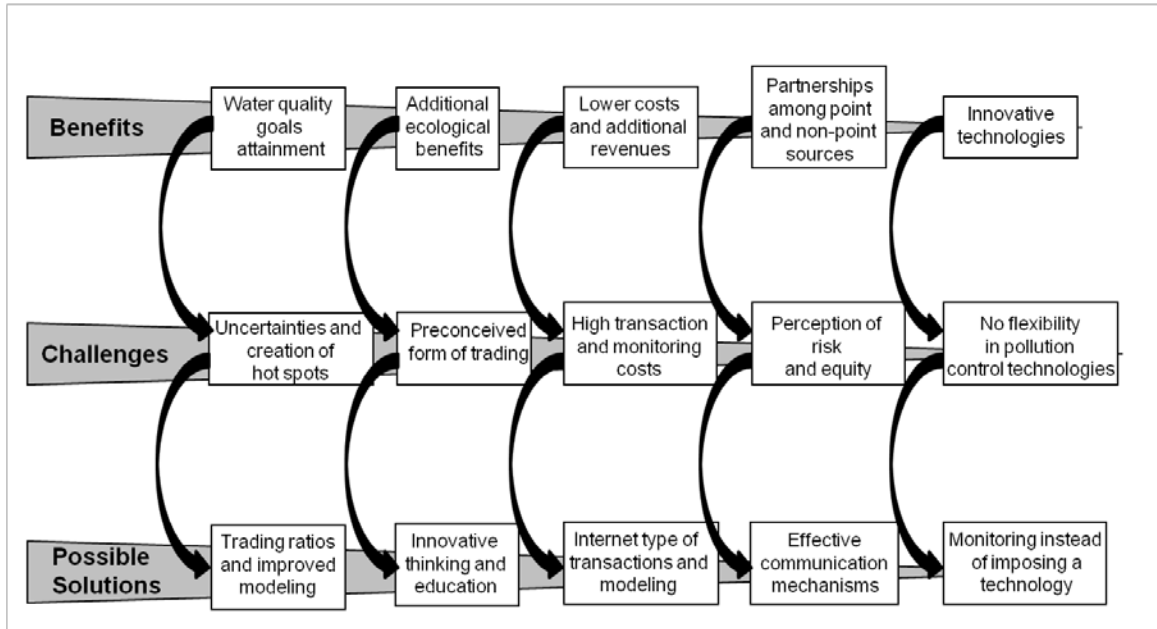 Benefits
Water quality
goals
attainment
Additional
ecological
benefits
Lower costs
and additional
revenues
Partnerships
among point
and non-point
sources
Innovative
technologies
Challenges
Uncertainties and
creation of
hot spots
Preconceived
form of trading
High transaction
and monitoring
costs
Perception of
risk
and equity
No flexibility
in pollution
control technologies
Possible
Solutions
Trading ratios
and improved
modeling
Innovative
thinking and
education
Internet type of
transactions and
modeling
Effective
communication
mechanisms
Monitoring instead
of imposing a
technology